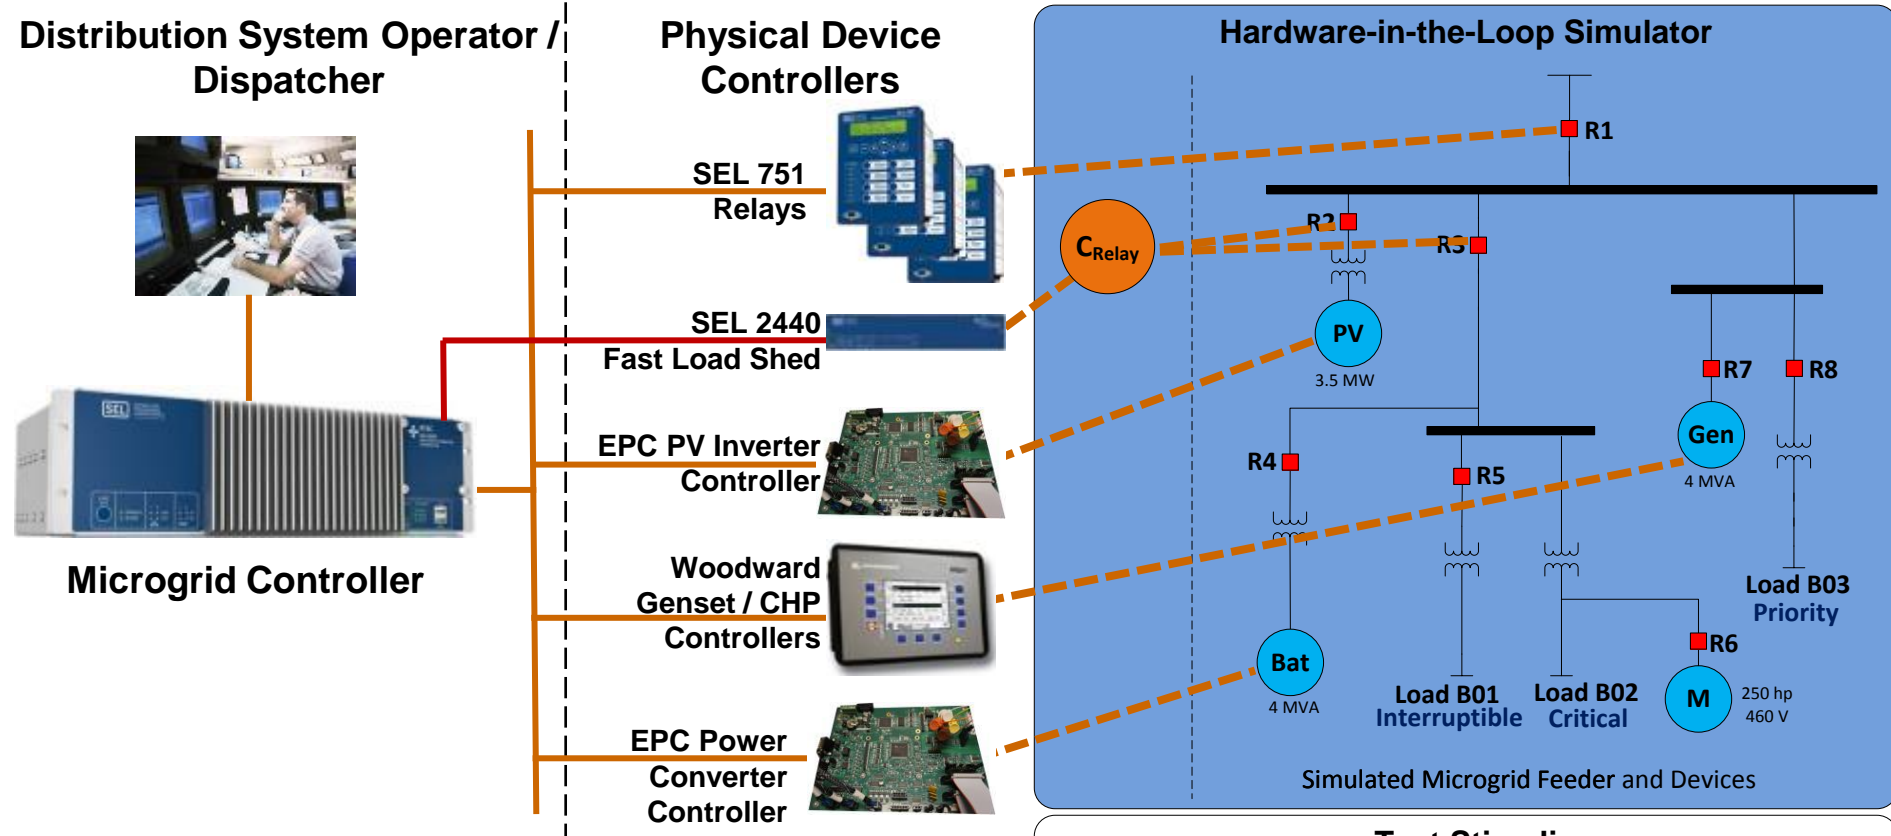 Distribution System Operator /
Dispatcher
Physical Device
Controllers
Hardware-in-the-Loop Simulator
SEL 751
Relays
SEL 2440
Fast Load Shed
EPC PV Inverter
Controller
Woodward
Genset / CHP
Controllers
EPC Power
Converter
Controller
SEL
Microgrid Controller
R1
R2
R3
CRelay
PV
3.5 MW
R7
R8
Gen
4 MVA
R4
R5
Load B03
Priority
R6
Bat
4 MVA
Load B01
Interruptible
Load B02
Critical
M
250 hp
460 V
Simulated Microgrid Feeder and Devices